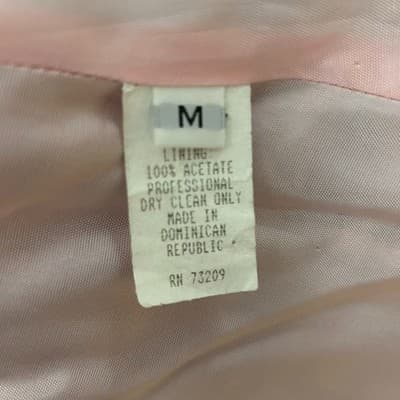 M
LINING
100% ACETATE
PROFESSIONAL
DRY CLEAN ONLY
MADE IN
DOMINICAN
REPUBLIC
RN 73209